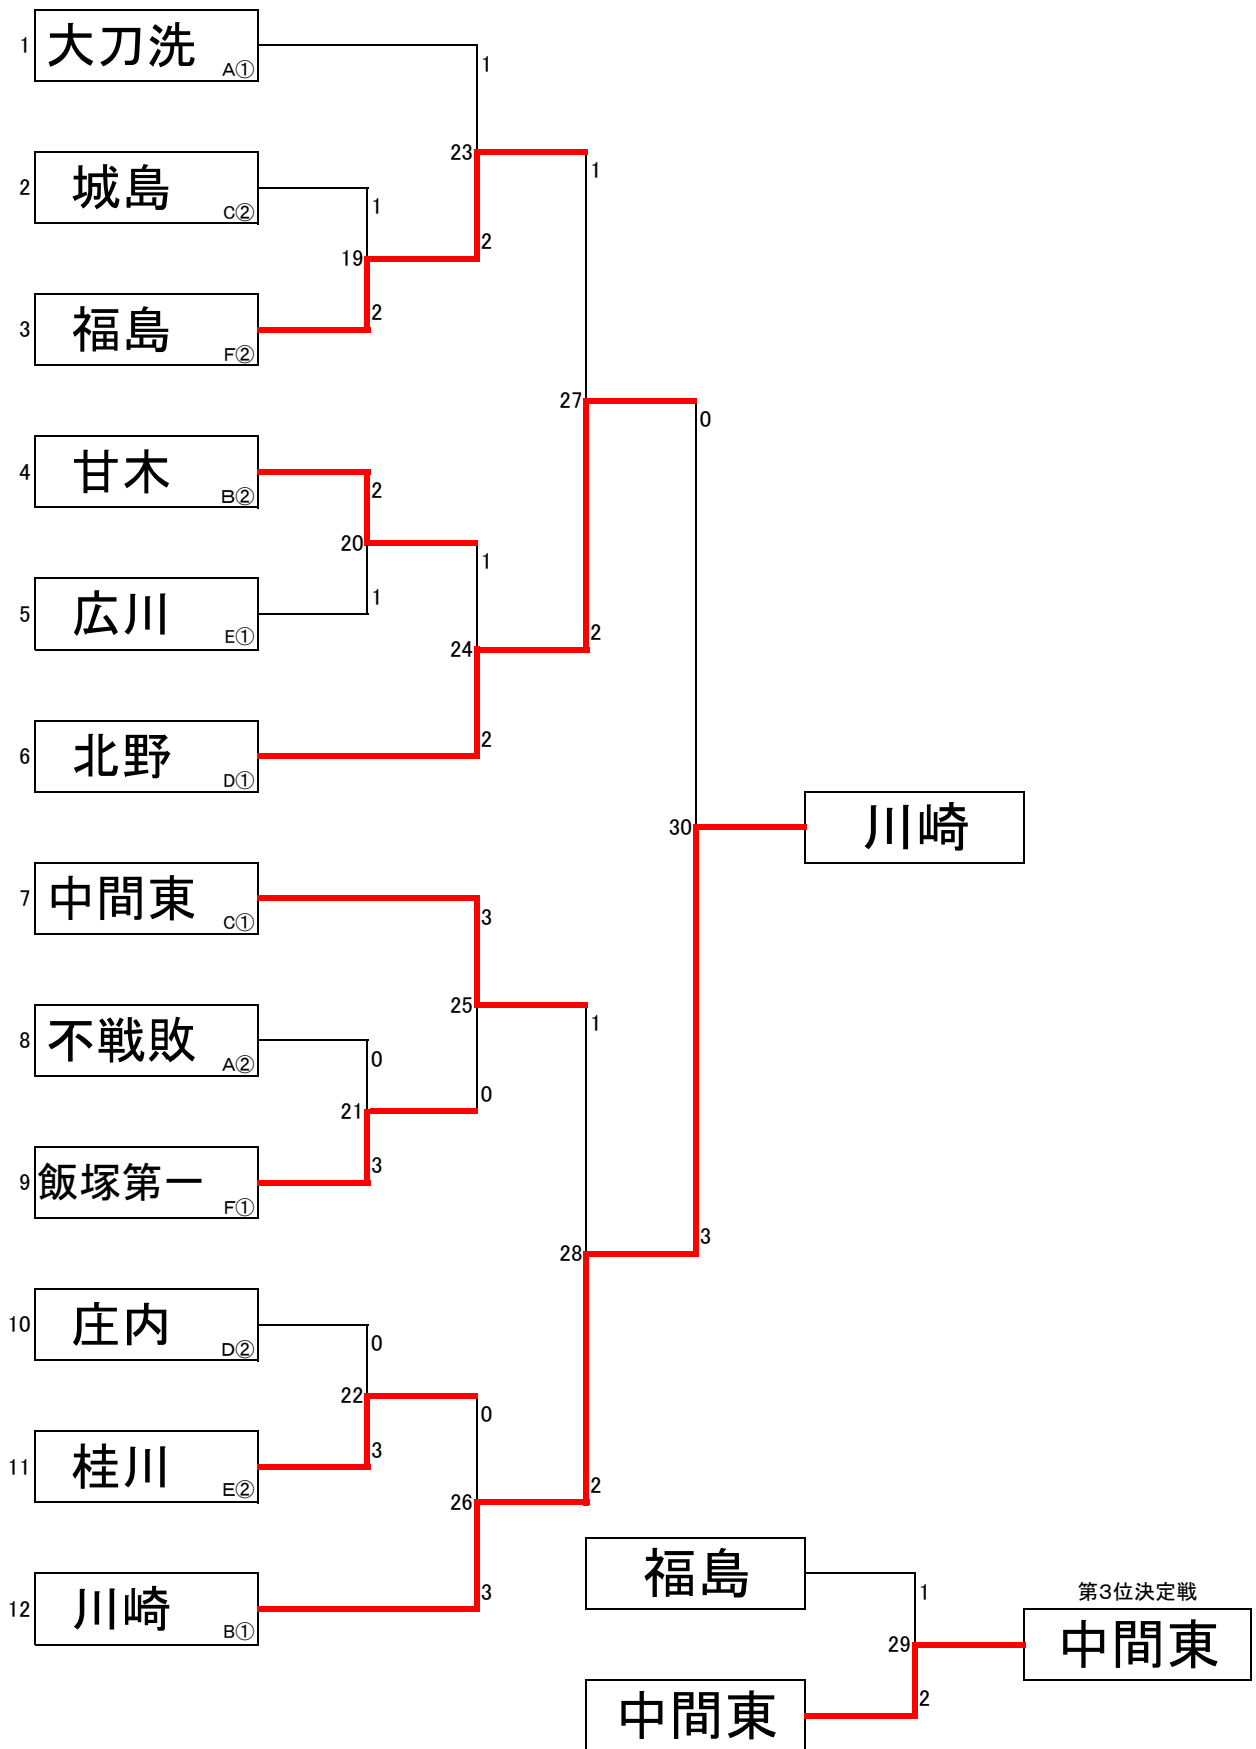 1 大刀洗 A①
1
23
1
2 城島 C②
1
19
2
2
3 福島 F②
27
0
4 甘木 B②
2
20
1
1
5 広川 E①
2
24
2
6 北野 D①
30 川崎
7 中間東 C①
3
25
1
8 不戦敗 A②
0
0
21
3
9 飯塚第一 F①
3
28
10 庄内 D②
0
22
0
3
11 桂川 E②
2
26
福島
3
1
第3位決定戦
12 川崎 B①
29
中間東
2
中間東